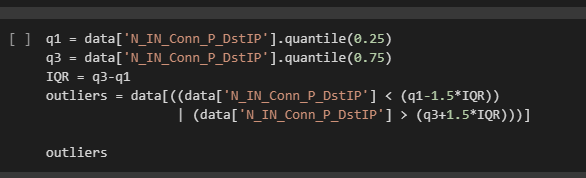 [ ] q1 = data['N_IN_Conn_P_DstIP'].quantile(0.25)
q3 = data['N_IN_Conn_P_DstIP'].quantile(0.75)
IQR = q3-q1
outliers = data[((data['N_IN_Conn_P_DstIP'] < (q1-1.5*IQR))
| (data['N_IN_Conn_P_DstIP'] > (q3+1.5*IQR)))]
outliers